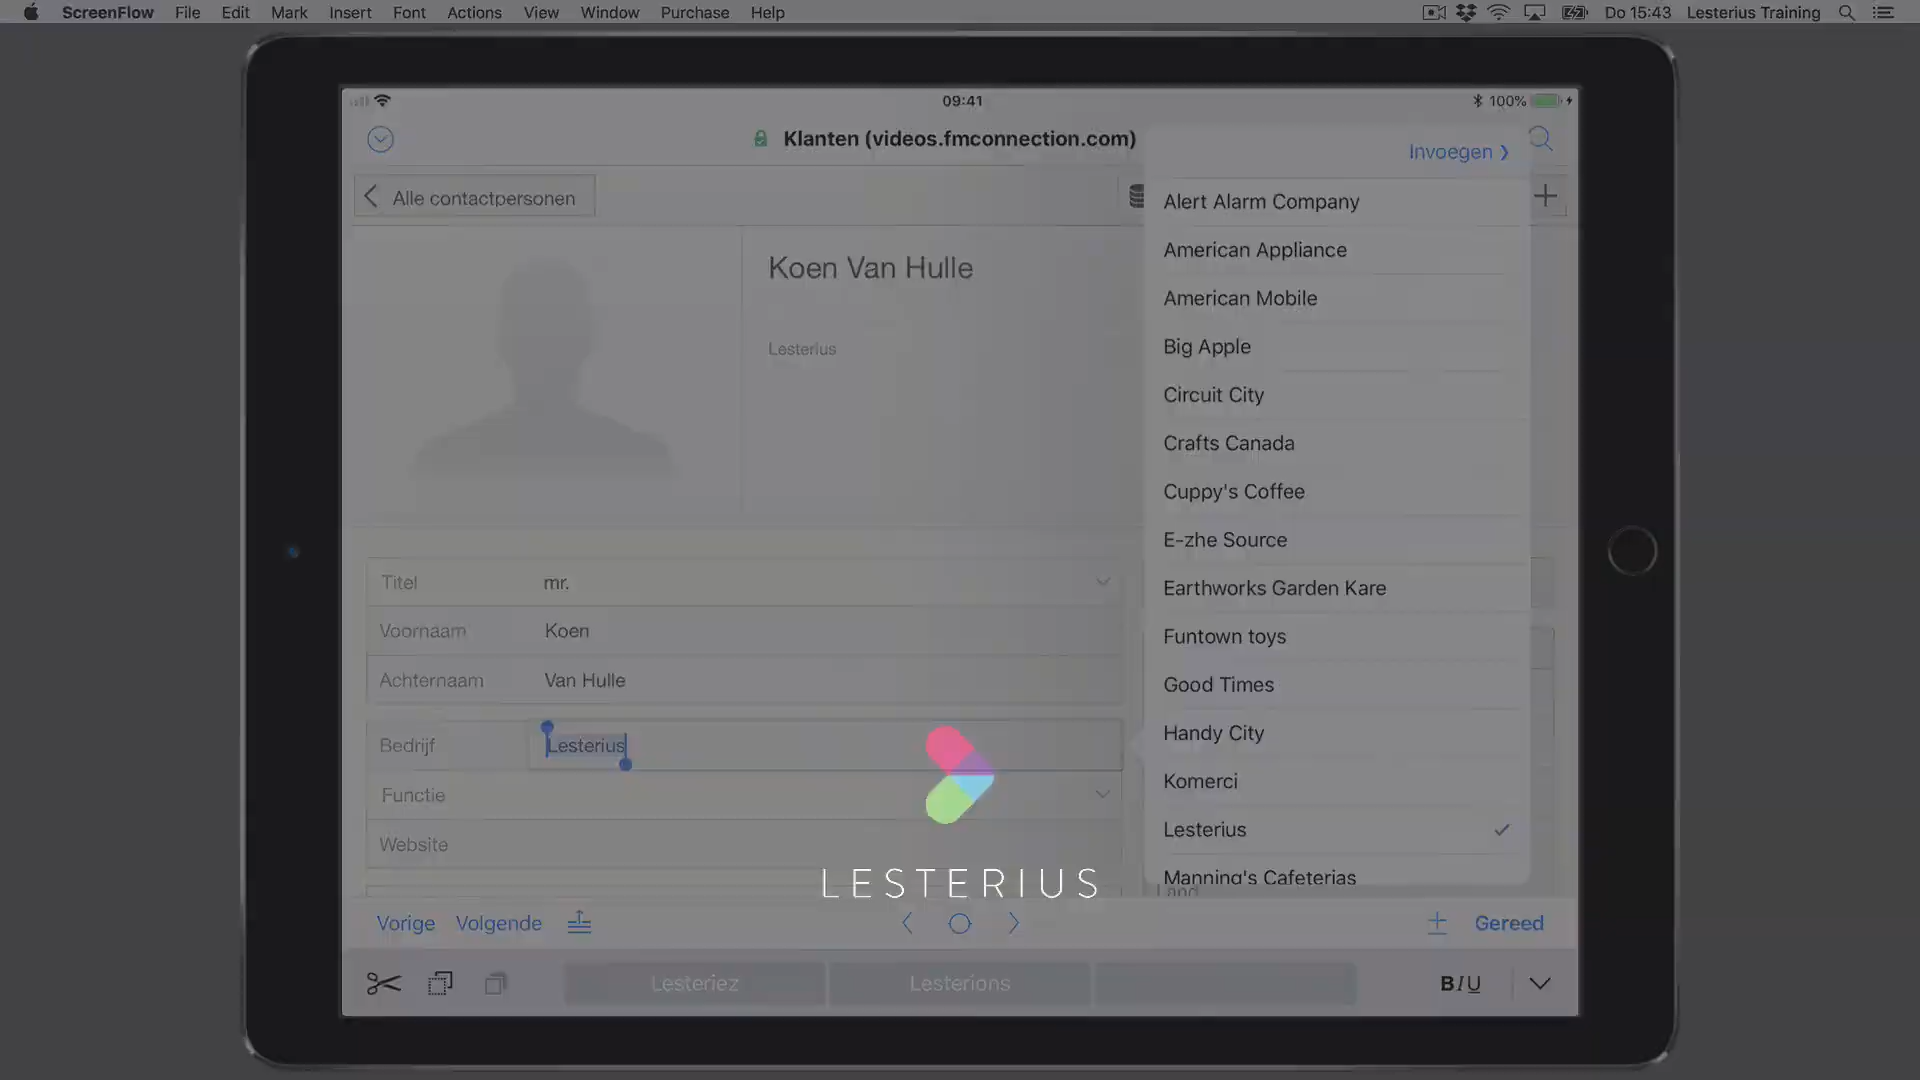 ScreenFlow File Edit Mark Insert Font Actions View Window Purchase Help Do 15:43 Lesterius Training
09:41 100%
Klanten (videos.fmconnection.com)
Invoegen
Alle contactpersonen
Koen Van Hulle
Lesterius
Alert Alarm Company
American Appliance
American Mobile
Big Apple
Circuit City
Crafts Canada
Cuppy's Coffee
E-zhe Source
Earthworks Garden Kare
Funtown toys
Good Times
Handy City
Komerci
Lesterius
Manning's Cafeterias
Land
Titel mr.
Voornaam Koen
Achternaam Van Hulle
Bedrijf Lesterius
Functie
Website
LESTERIUS
Vorige Volgende Gereed
Lesteriez Lesterions BIU